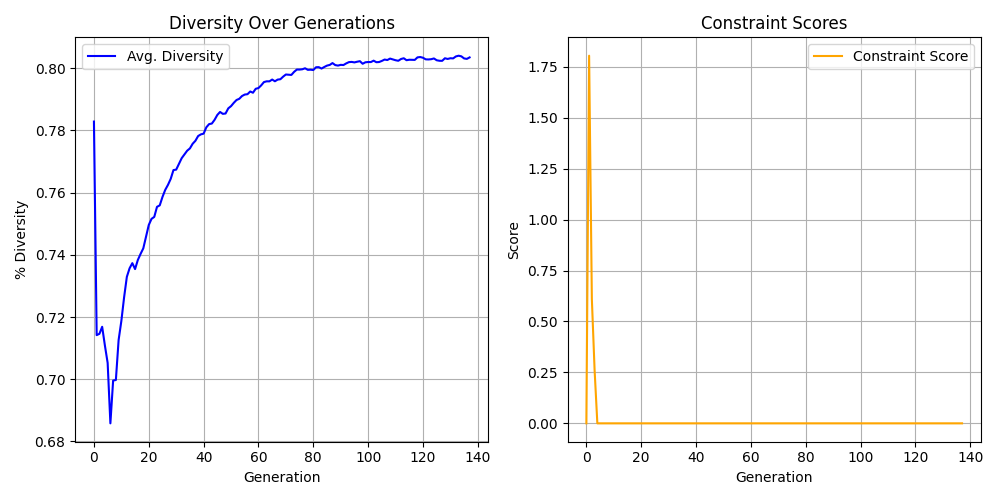 Diversity Over Generations
Avg. Diversity
% Diversity
0.80
0.78
0.76
0.74
0.72
0.70
0.68
0 20 40 60 80 100 120 140
Generation
Constraint Scores
Constraint Score
Score
1.75
1.50
1.25
1.00
0.75
0.50
0.25
0.00
0 20 40 60 80 100 120 140
Generation